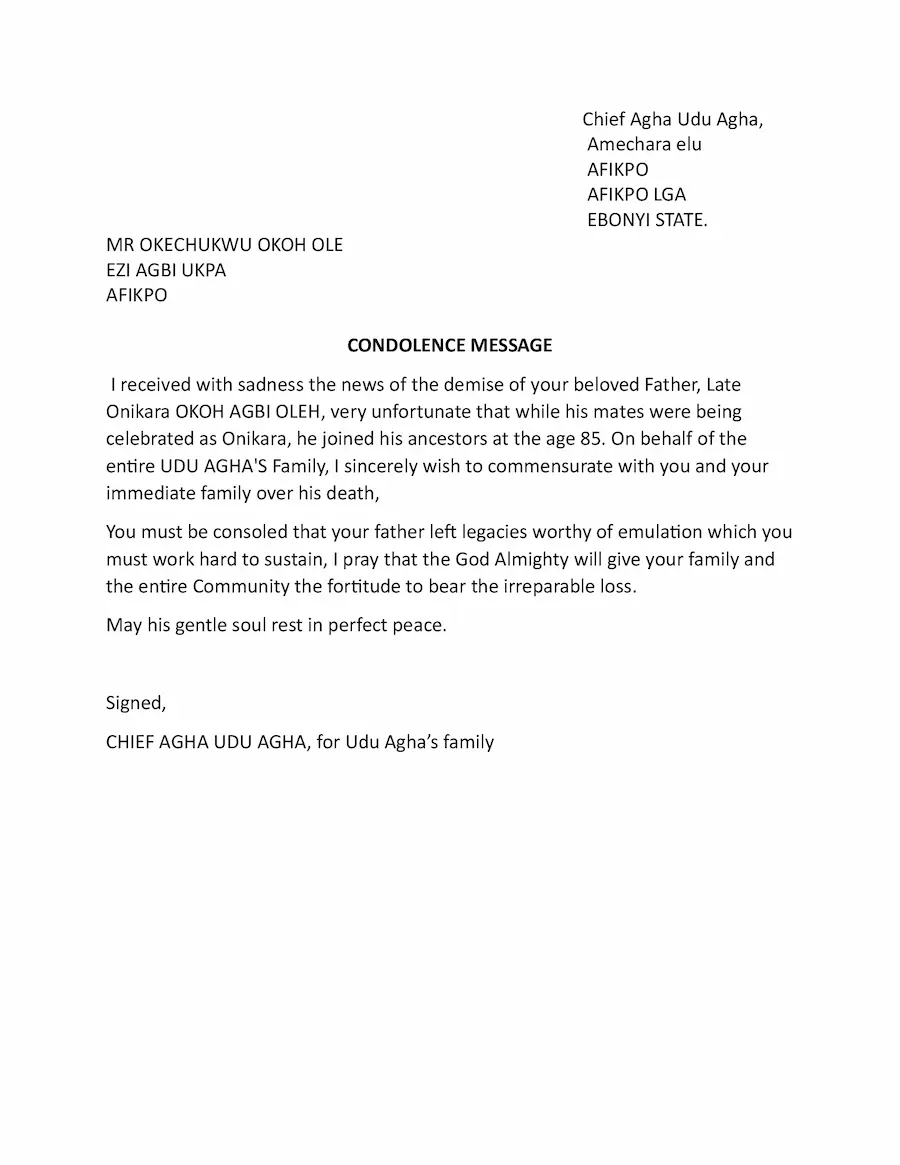 Chief Agha Udu Agha,
Amechara elu
AFIKPO
AFIKPO LGA
EBONYI STATE.
MR OKECHUKWU OKOH OLE
EZI AGBI UKPA
AFIKPO
CONDOLENCE MESSAGE
I received with sadness the news of the demise of your beloved Father, Late
Onikara OKOH AGBI OLEH, very unfortunate that while his mates were being
celebrated as Onikara, he joined his ancestors at the age 85. On behalf of the
entire UDU AGHA'S Family, I sincerely wish to commensurate with you and your
immediate family over his death,
You must be consoled that your father left legacies worthy of emulation which you
must work hard to sustain, I pray that the God Almighty will give your family and
the entire Community the fortitude to bear the irreparable loss.
May his gentle soul rest in perfect peace.
Signed,
CHIEF AGHA UDU AGHA, for Udu Agha’s family